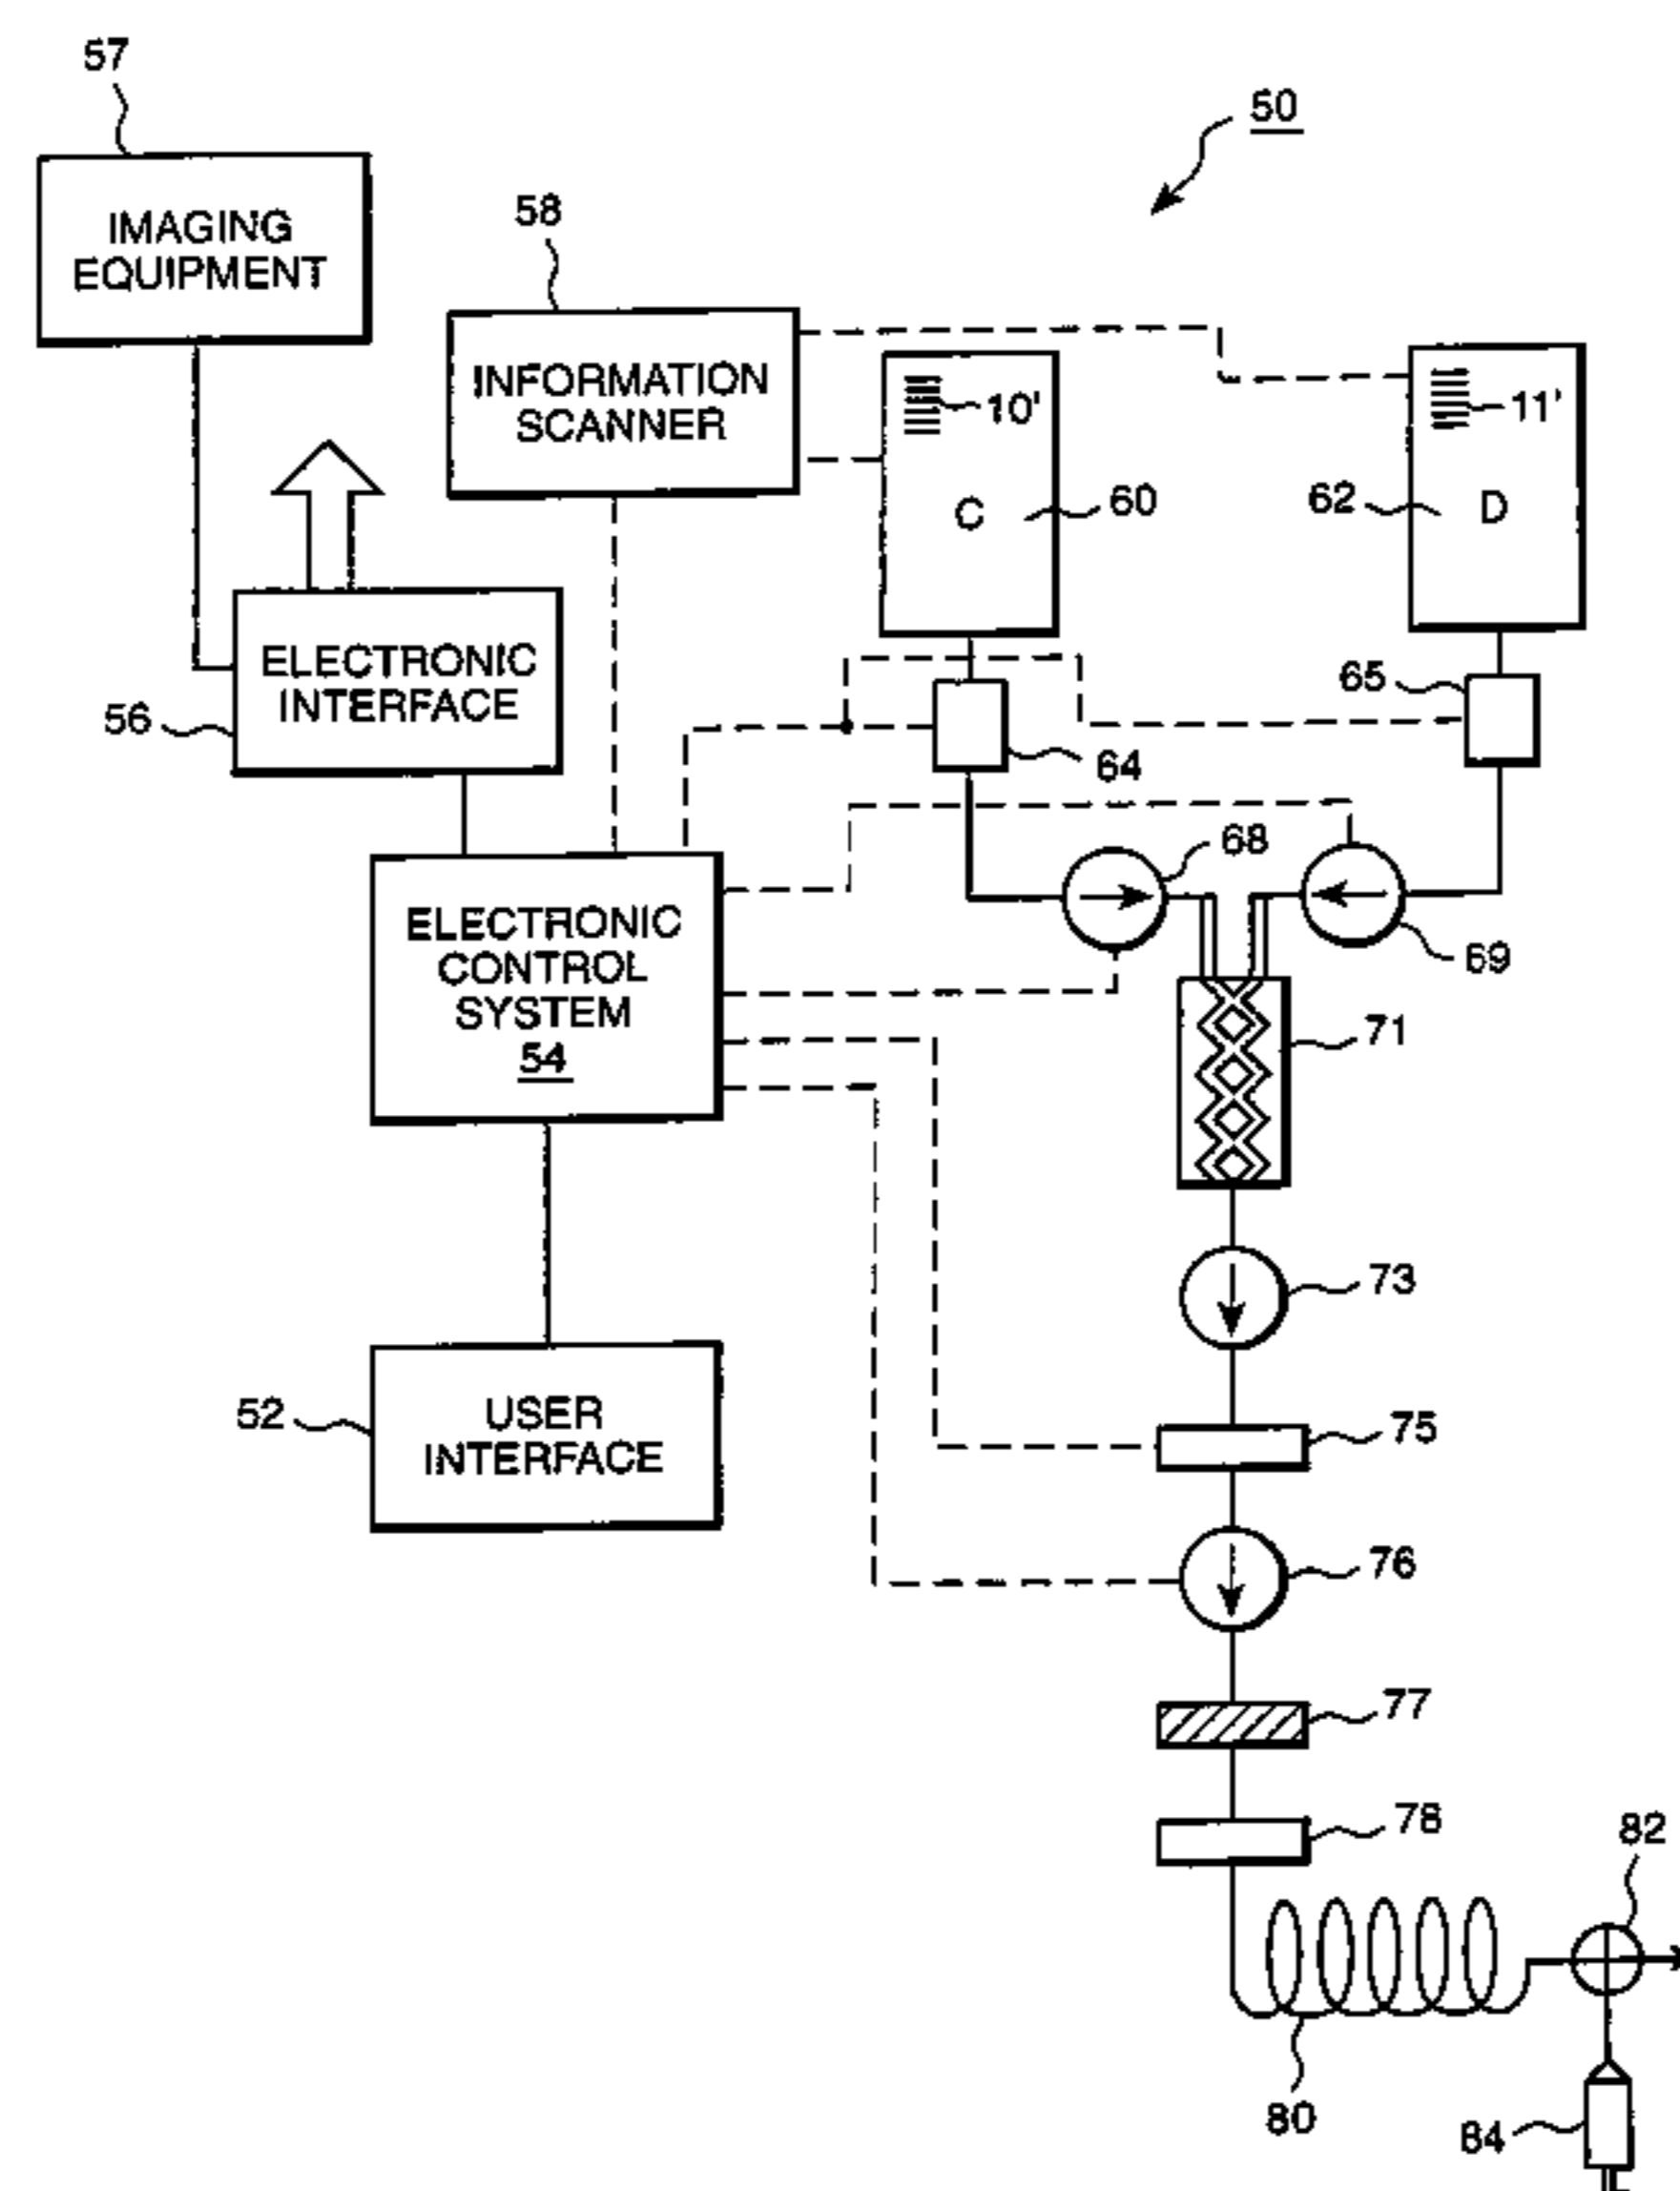 57
50
IMAGING
EQUIPMENT
58
INFORMATION
SCANNER
10'
11'
C
60
62
D
ELECTRONIC
INTERFACE
56
65
64
68
69
ELECTRONIC
CONTROL
SYSTEM
54
71
73
52
USER
INTERFACE
75
76
77
78
82
80
84